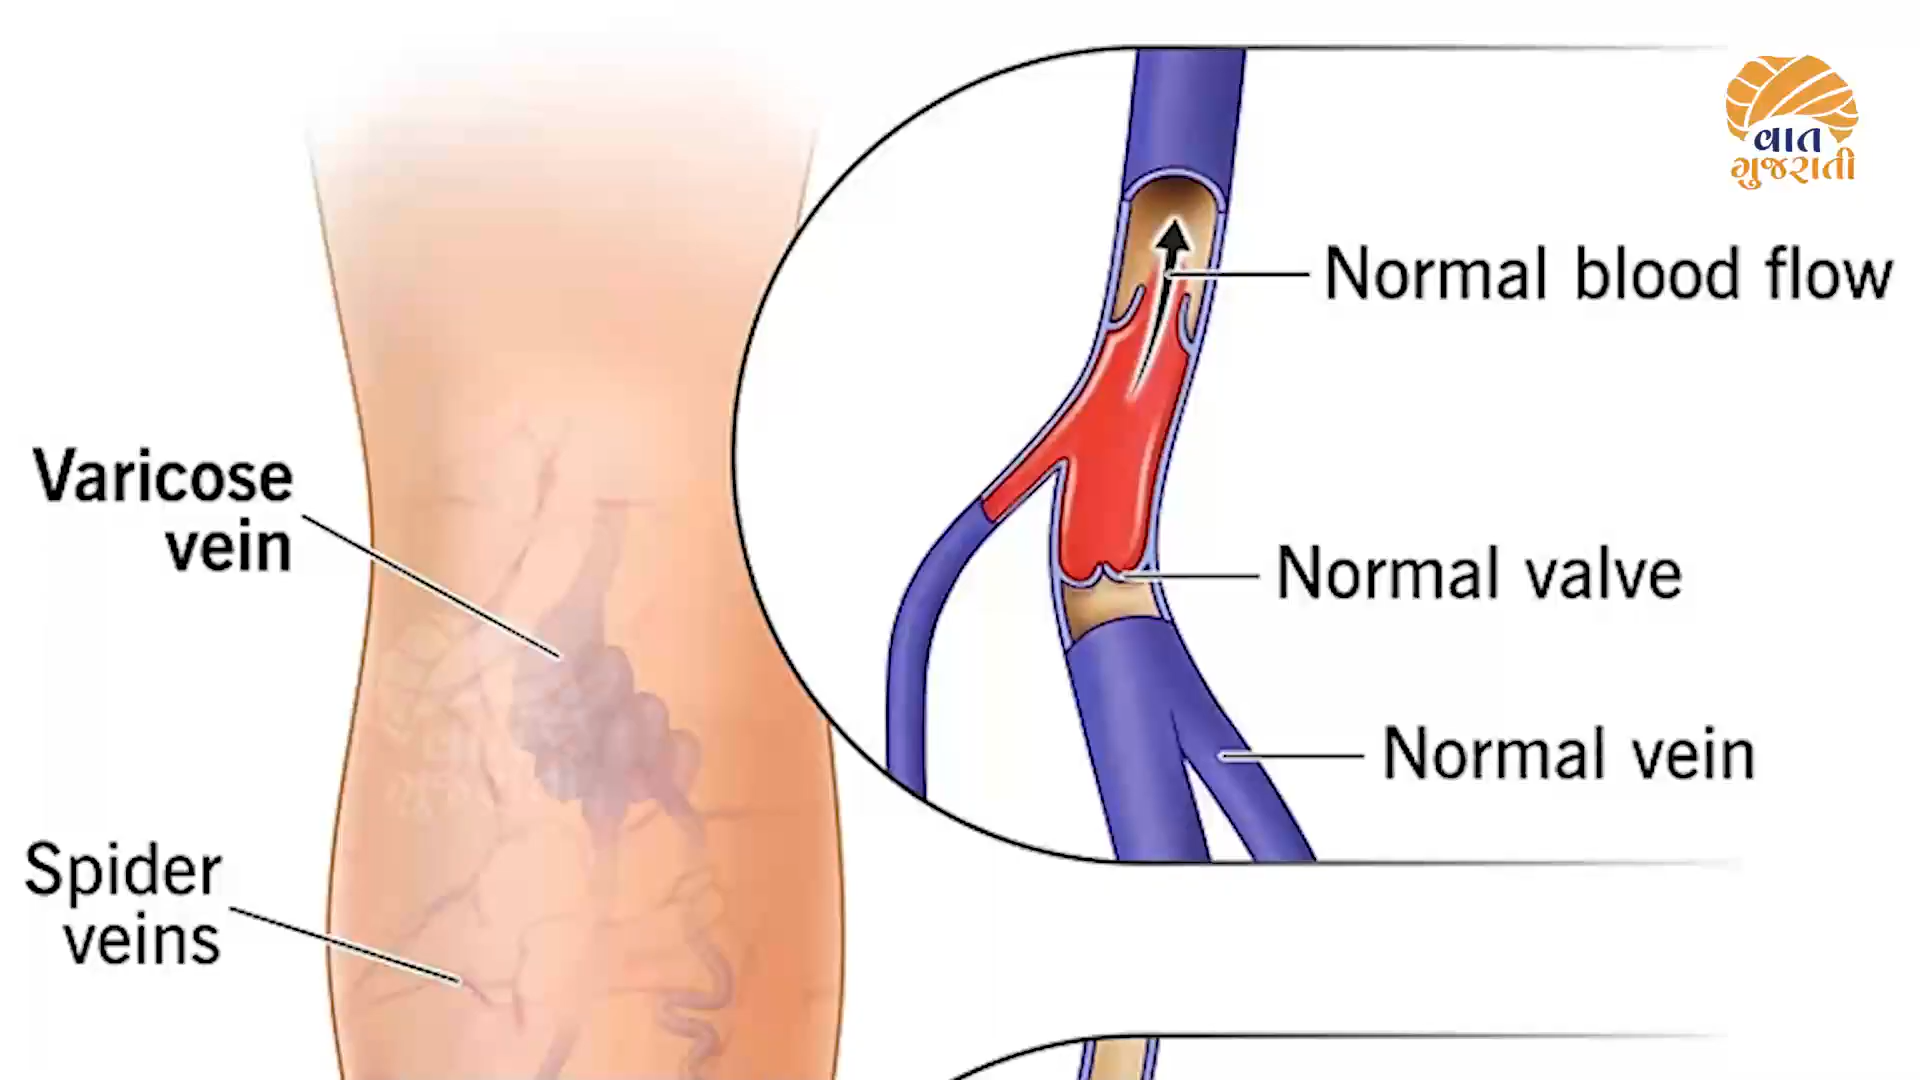 વાત
ગુજરાતી
Normal blood flow
Varicose
vein
Normal valve
Normal vein
Spider
veins